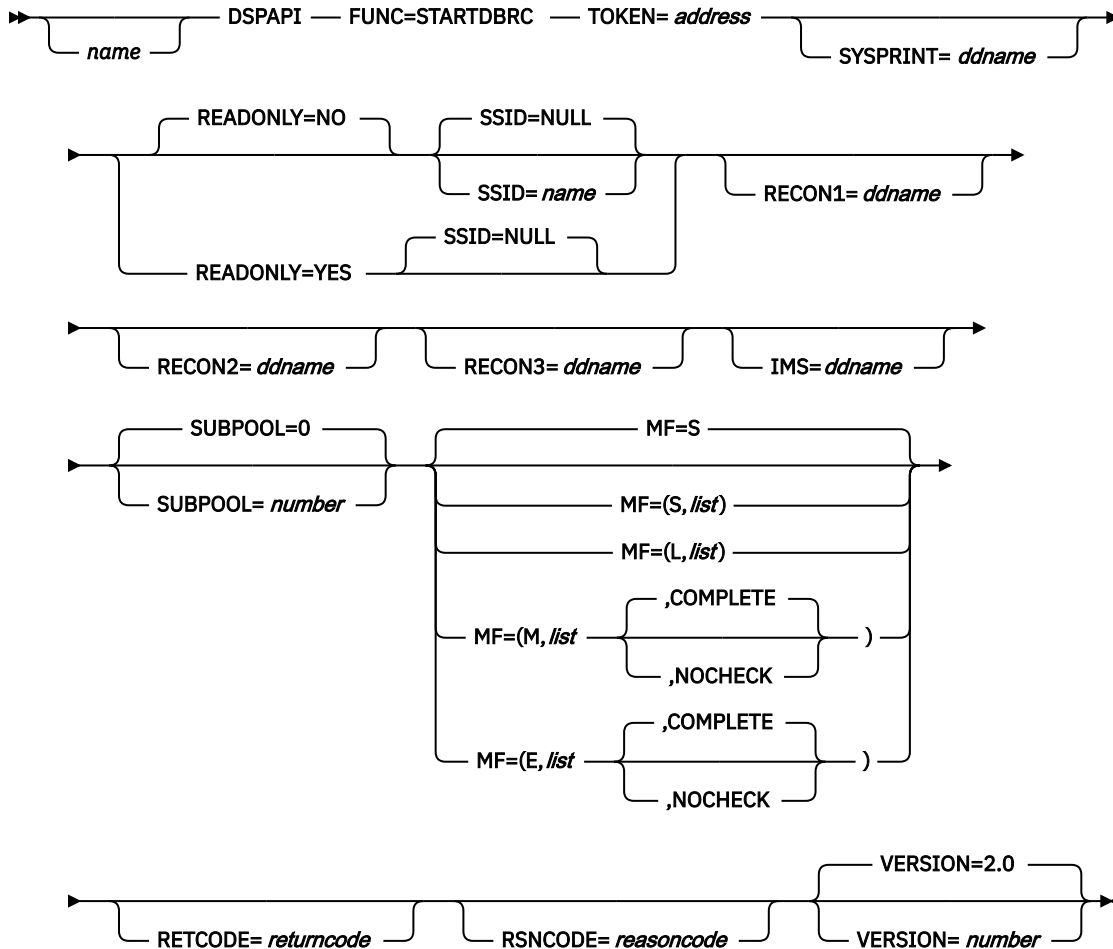 DSPAPI FUNC=STARTDBRC TOKEN= address
name
SYSPRINT= ddname
READONLY=NO SSID=NULL
SSID= name RECON1= ddname
SSID=NULL
READONLY=YES
RECON2= ddname RECON3= ddname IMS= ddname
SUBPOOL=0 MF=S
SUBPOOL= number MF=(S, list)
MF=(L, list)
,COMPLETE
MF=(M, list )
,NOCHECK
,COMPLETE
MF=(E, list )
,NOCHECK
VERSION=2.0
RETCODE= returncode RSNCODE= reasoncode VERSION= number